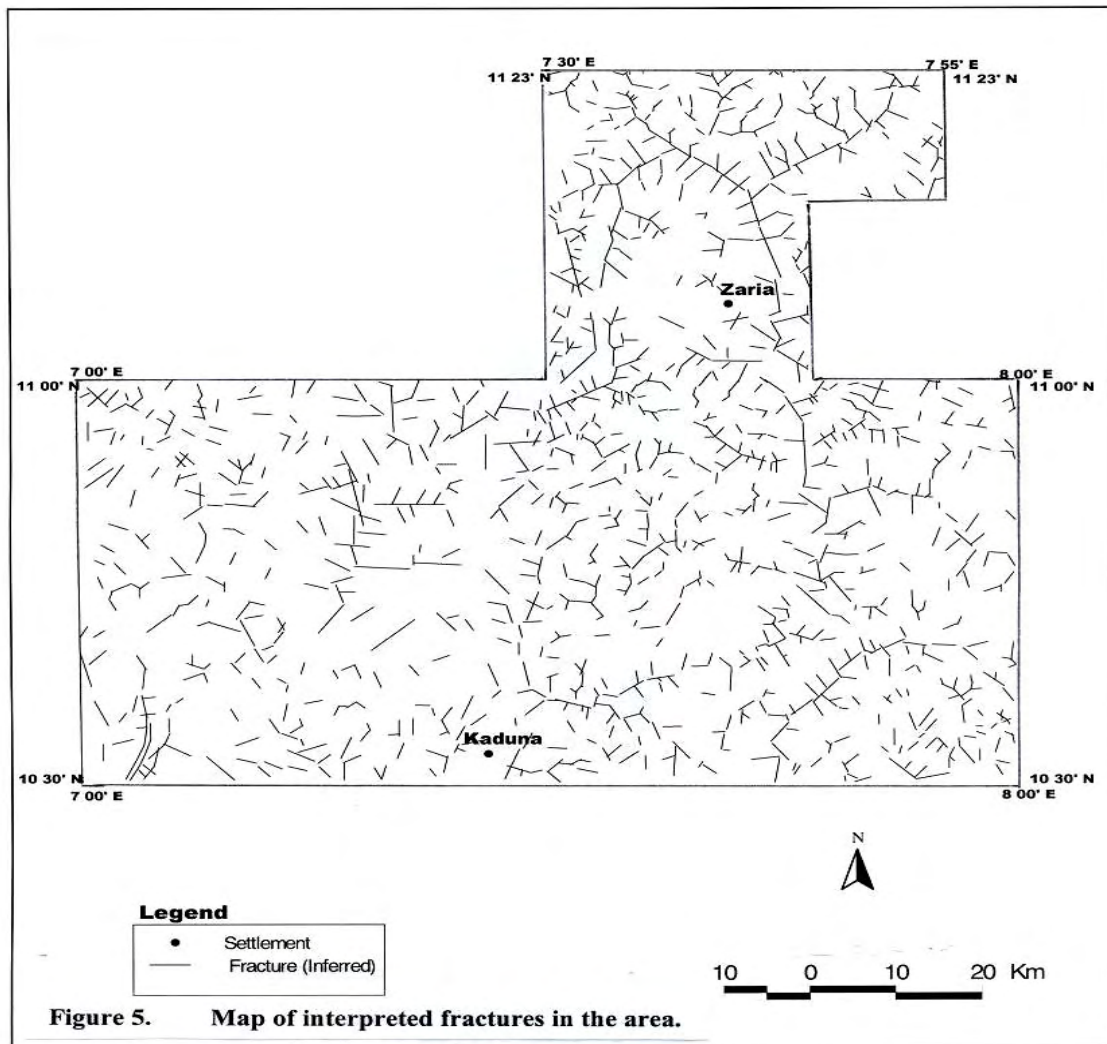 7 30' E 7 55' E
11 23' N 11 23' N
Zaria
7 00' E 8 00' E
11 00' N 11 00' N
Kaduna
10 30' N 10 30' N
7 00' E 8 00' E
N
Legend
Settlement
Fracture (Inferred)
10 0 10 20 Km
Figure 5. Map of interpreted fractures in the area.